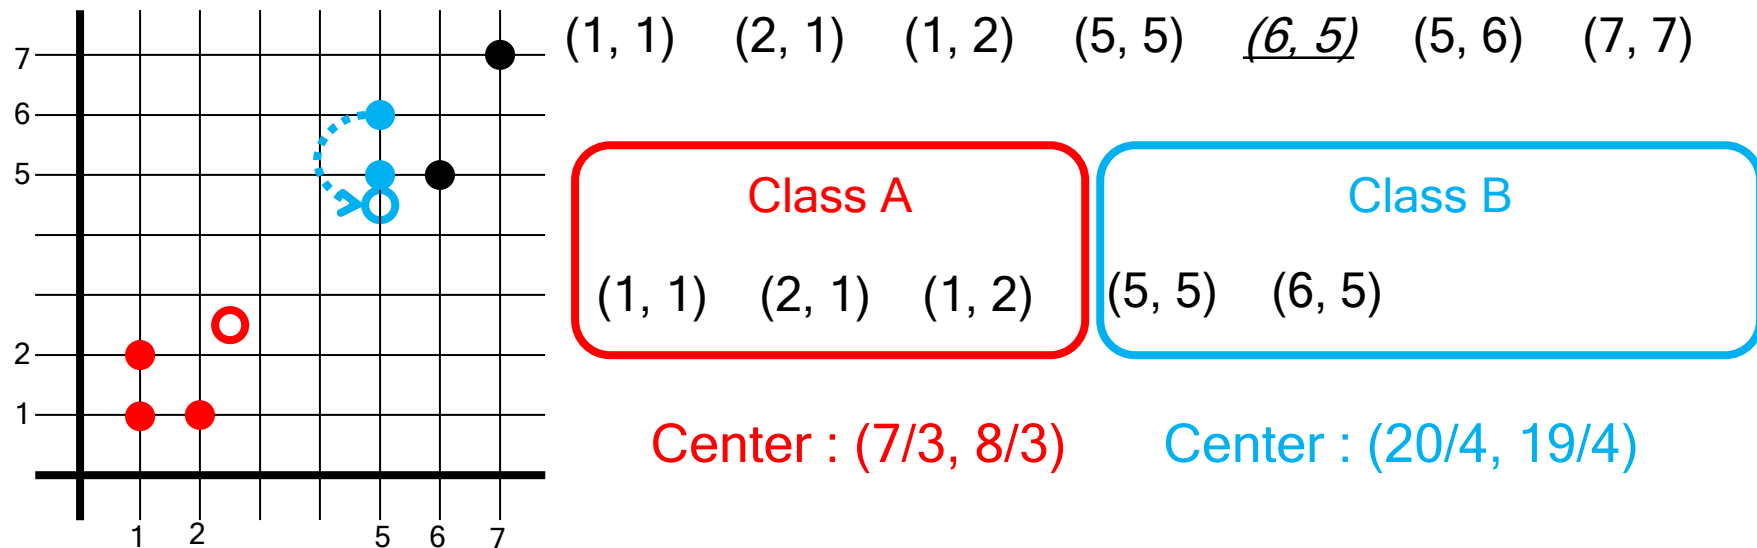 (1, 1) (2, 1) (1, 2) (5, 5) (6, 5) (5, 6) (7, 7)
7
6
5
2
1
1 2 5 6 7
Class A
(1, 1) (2, 1) (1, 2)
Center : (7/3, 8/3)
Class B
(5, 5) (6, 5)
Center : (20/4, 19/4)